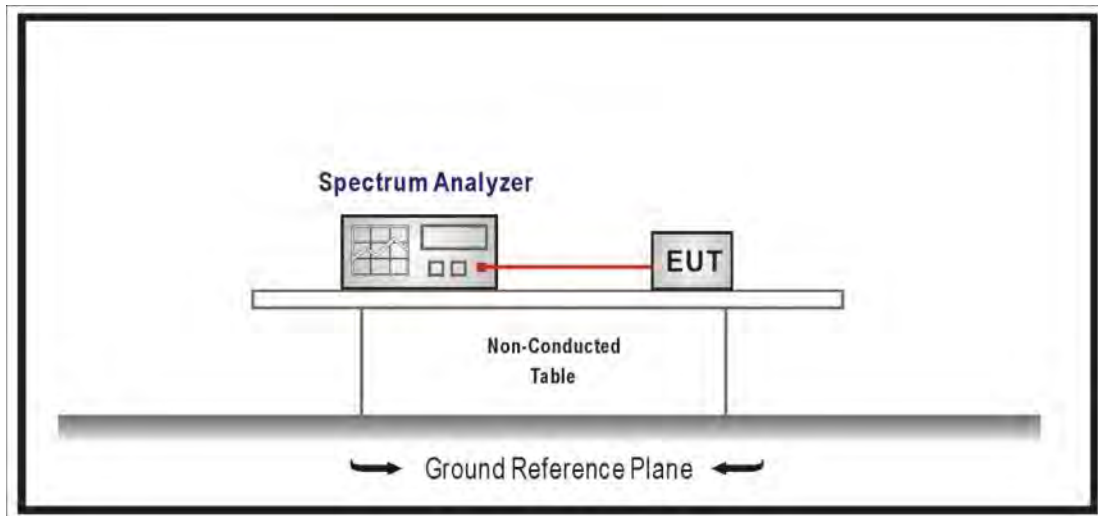 Spectrum Analyzer
EUT
Non-Conducted
Table
Ground Reference Plane